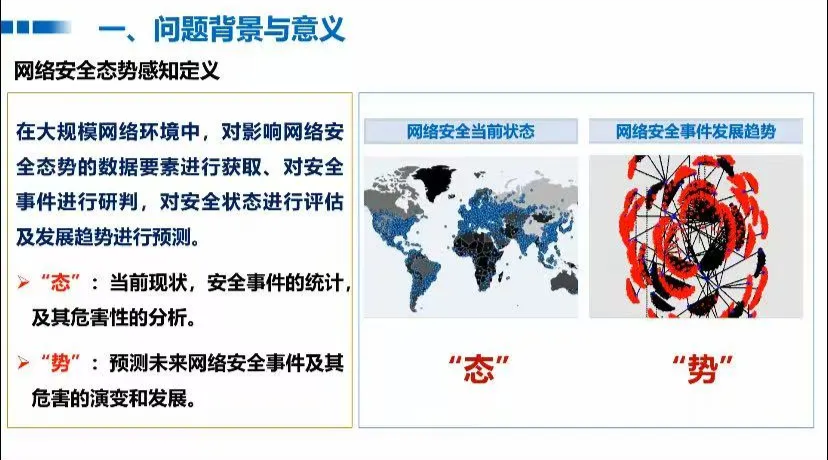 一、问题背景与意义
网络安全态势感知定义
在大规模网络环境中，对影响网络安
全态势的数据要素进行获取、对安全
事件进行研判，对安全状态进行评估
及发展趋势进行预测。
➢ “态”：当前现状，安全事件的统计，
及其危害性的分析。
➢ “势”：预测未来网络安全事件及其
危害的演变和发展。
网络安全当前状态
网络安全事件发展趋势
“态”
“势”